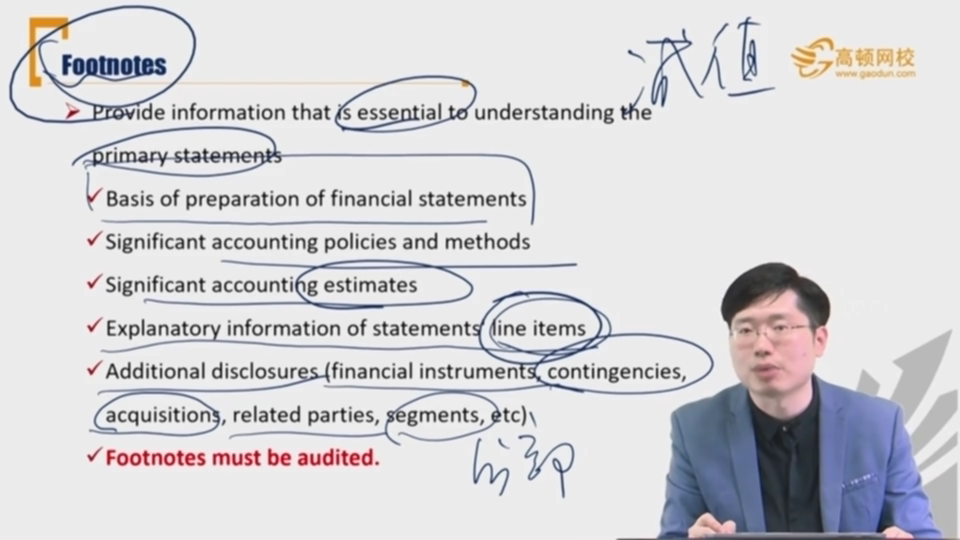 Footnotes
减值
高顿网校
www.gaodun.com
Provide information that is essential to understanding the
primary statements
Basis of preparation of financial statements
Significant accounting policies and methods
Significant accounting estimates
Explanatory information of statements' line items
Additional disclosures (financial instruments, contingencies,
acquisitions, related parties, segments, etc)
Footnotes must be audited.